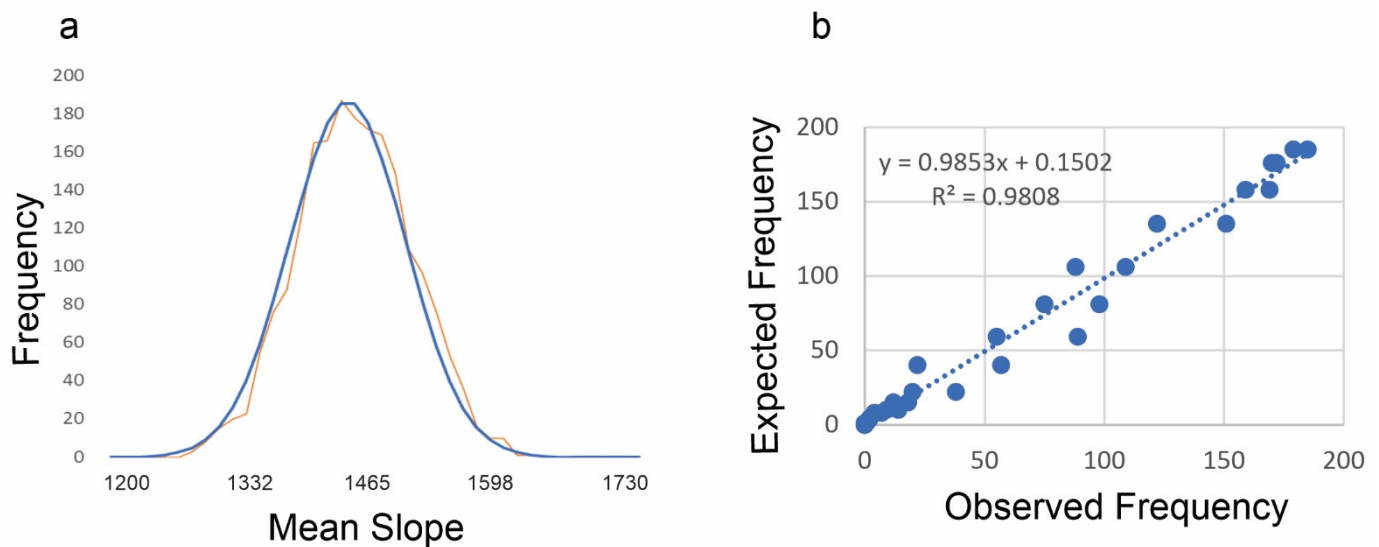 a
200
180
160
140
120
100
80
60
40
20
0
Frequency
1200 1332 1465 1598 1730
Mean Slope
b
200
150
100
50
0
Expected Frequency
y = 0.9853x + 0.1502
R² = 0.9808
0 50 100 150 200
Observed Frequency